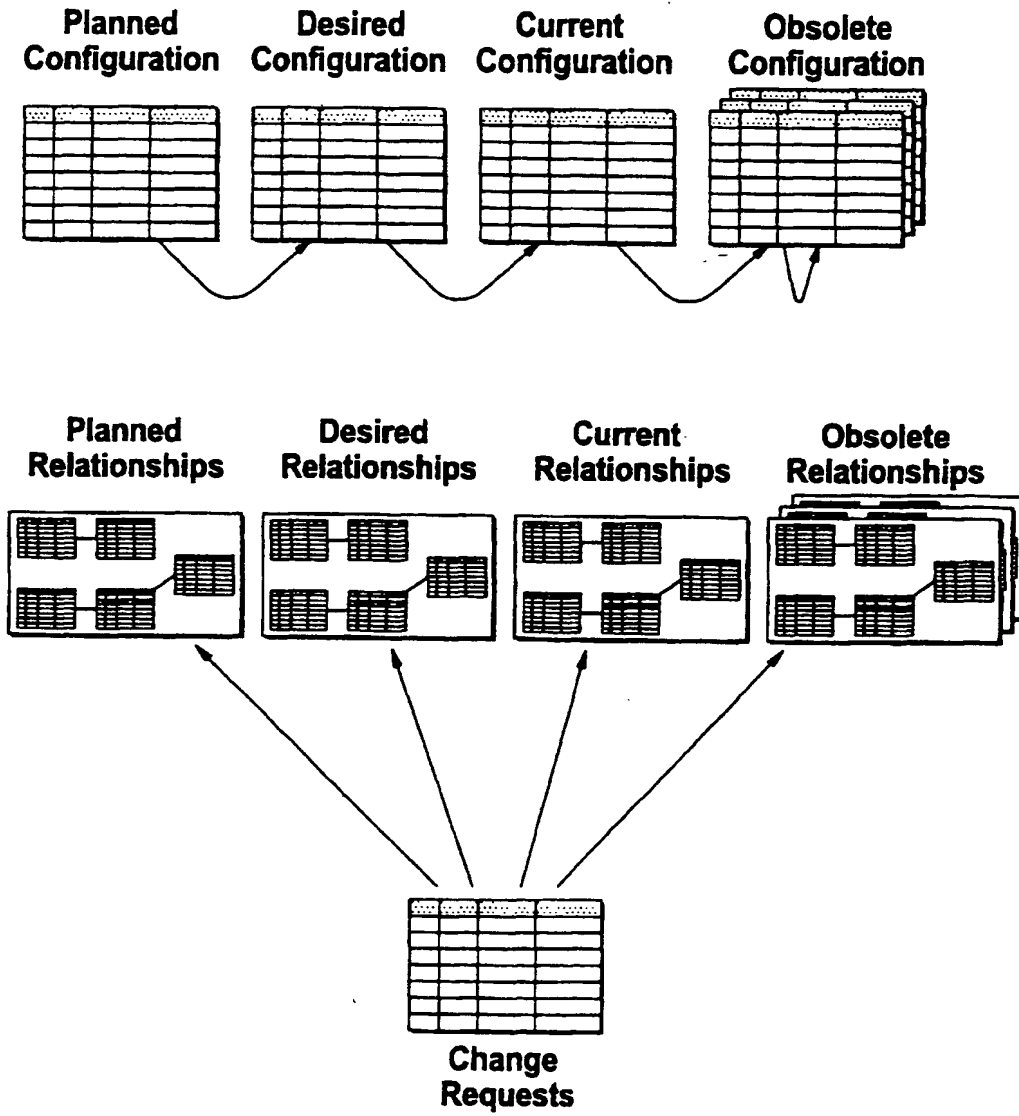 Planned
Configuration
Desired
Configuration
Current
Configuration
Obsolete
Configuration
Planned
Relationships
Desired
Relationships
Current
Relationships
Obsolete
Relationships
Change
Requests